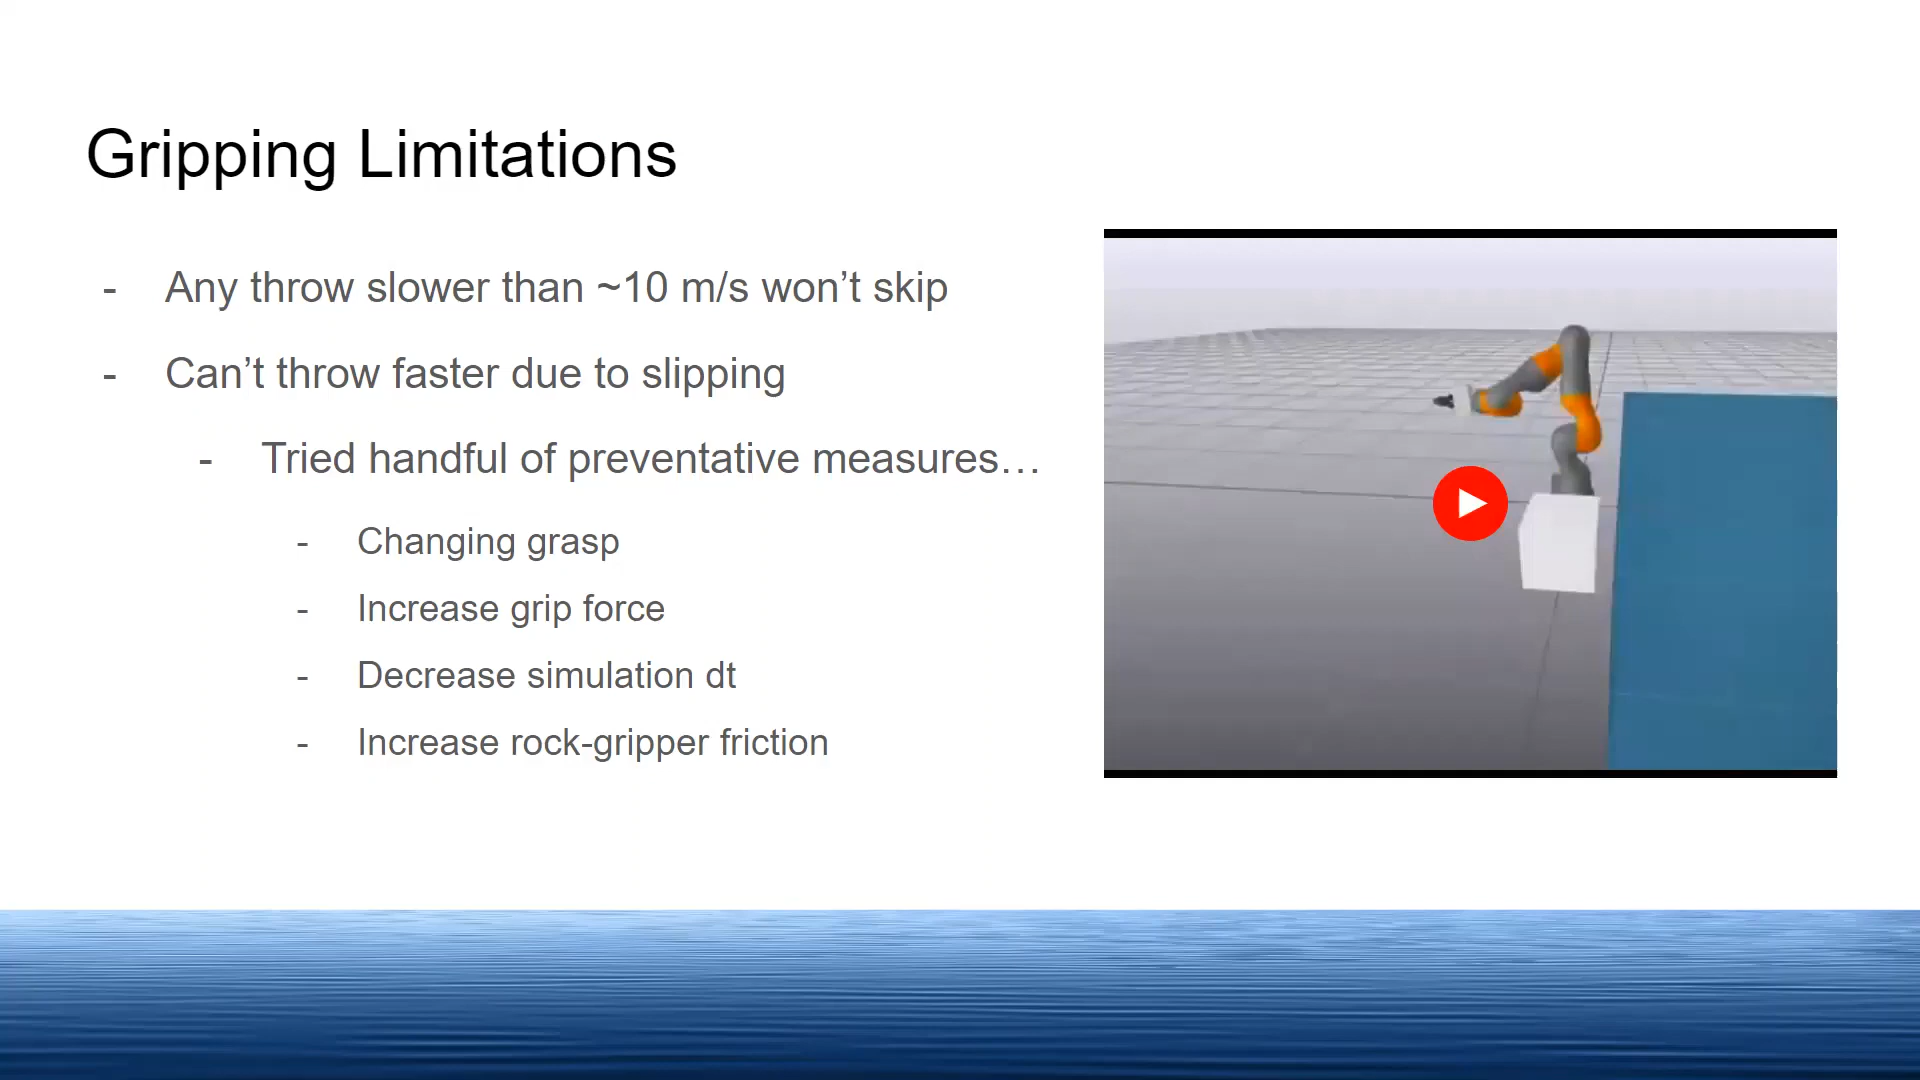 Gripping Limitations
- Any throw slower than ~10 m/s won’t skip
- Can’t throw faster due to slipping
- Tried handful of preventative measures…
- Changing grasp
- Increase grip force
- Decrease simulation dt
- Increase rock-gripper friction